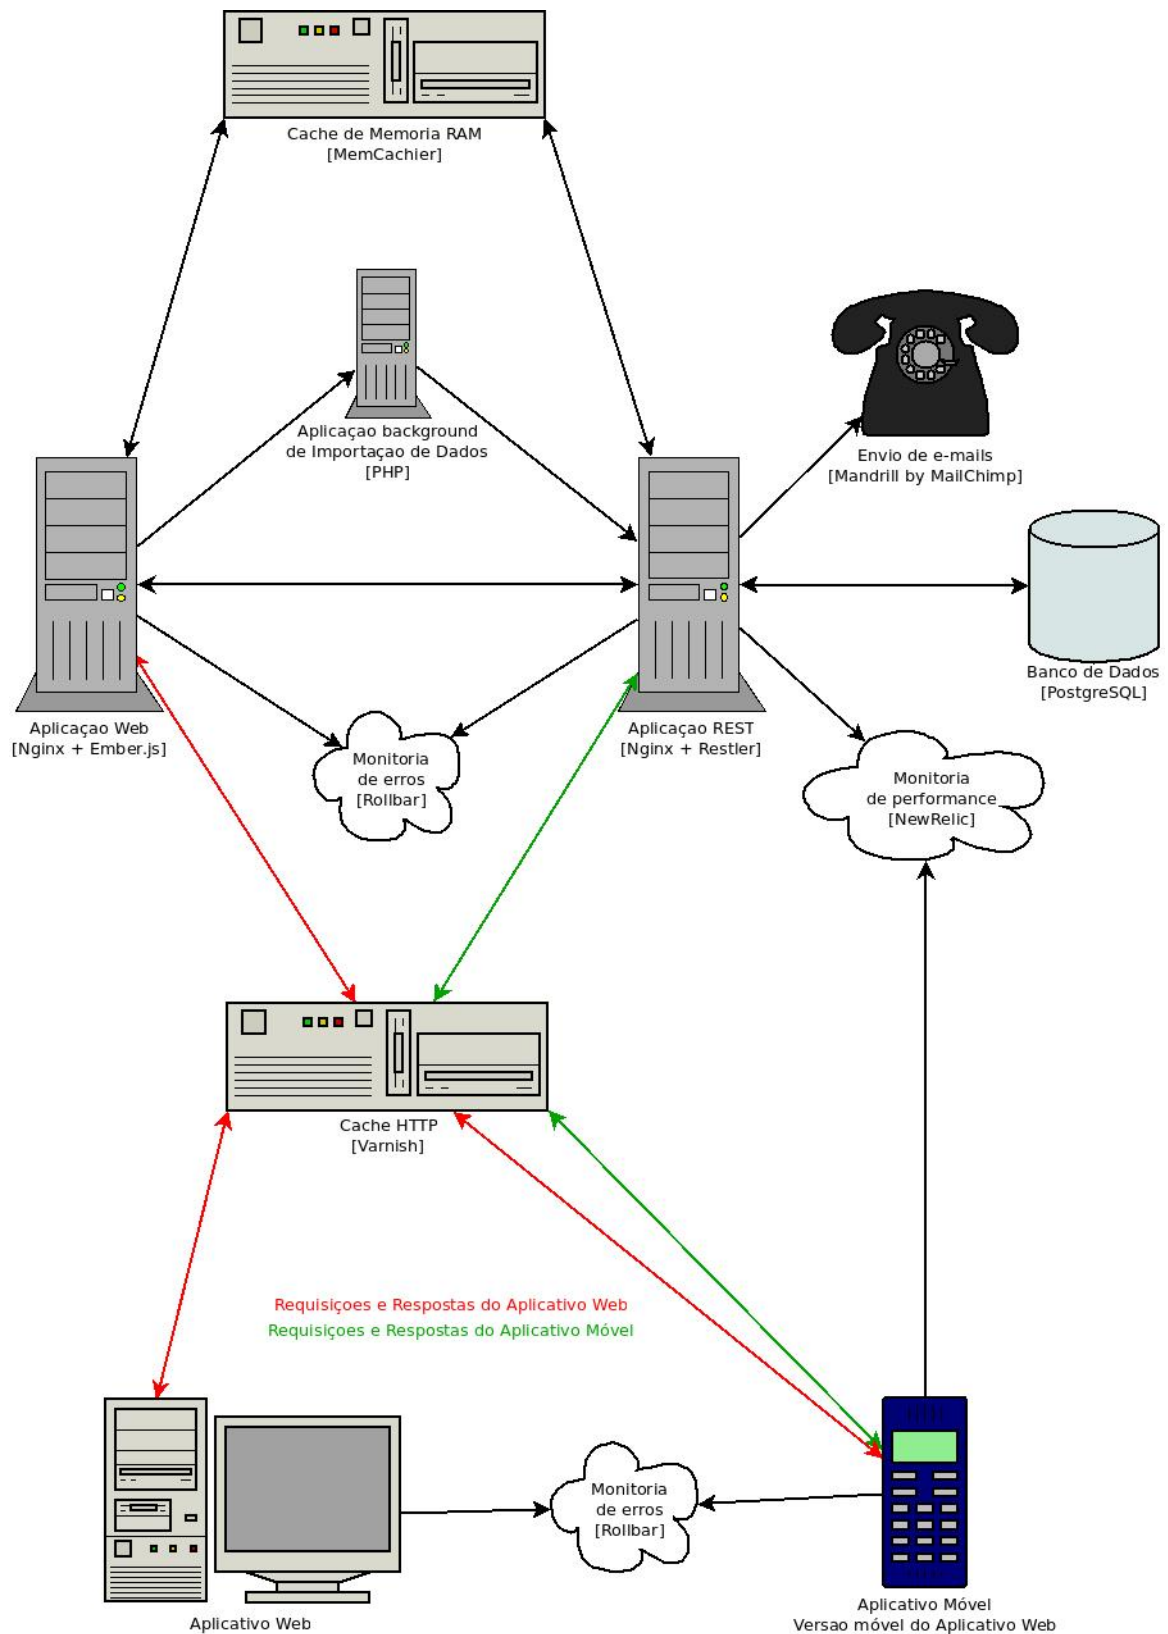 Cache de Memoria RAM
[MemCachier]
Aplicaçao background
de Importaçao de Dados
[PHP]
Envio de e-mails
[Mandrill by MailChimp]
Banco de Dados
[PostgreSQL]
Aplicaçao Web
[Nginx + Ember.js]
Aplicaçao REST
[Nginx + Restler]
Monitoria
de erros
[Rollbar]
Monitoria
de performance
[NewRelic]
Cache HTTP
[Varnish]
Requisiçoes e Respostas do Aplicativo Web
Requisiçoes e Respostas do Aplicativo Móvel
Monitoria
de erros
[Rollbar]
Aplicativo Web
Aplicativo Móvel
Versao móvel do Aplicativo Web